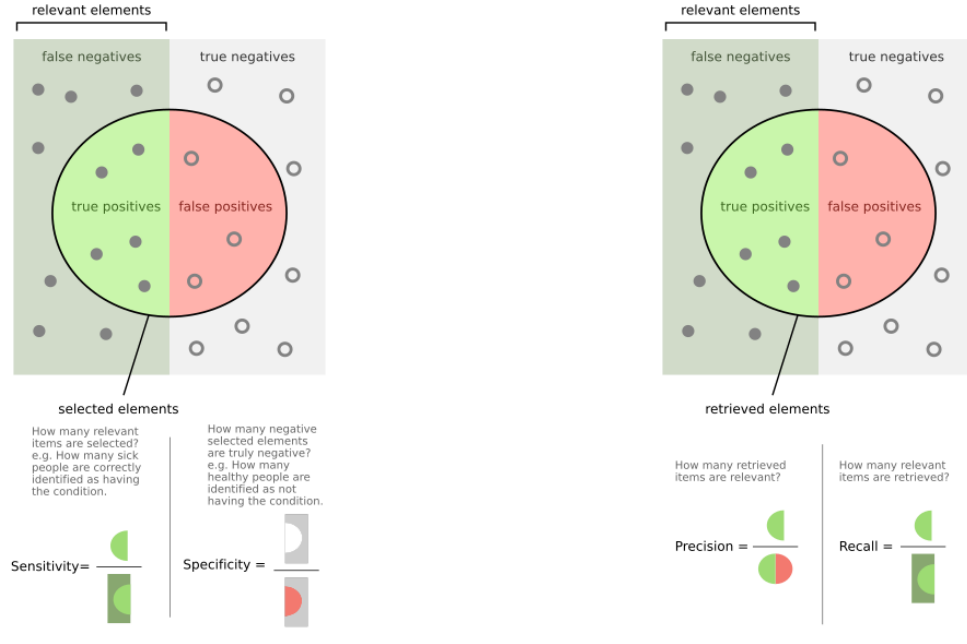 relevant elements
false negatives
true negatives
true positives
false positives
selected elements
How many relevant
items are selected?
e.g. How many sick
people are correctly
identified as having
the condition.
How many negative
selected elements
are truly negative?
e.g. How many
healthy people are
identified as not
having the condition.
Sensitivity=
Specificity =
relevant elements
false negatives
true negatives
true positives
false positives
retrieved elements
How many retrieved
items are relevant?
How many relevant
items are retrieved?
Precision =
Recall =